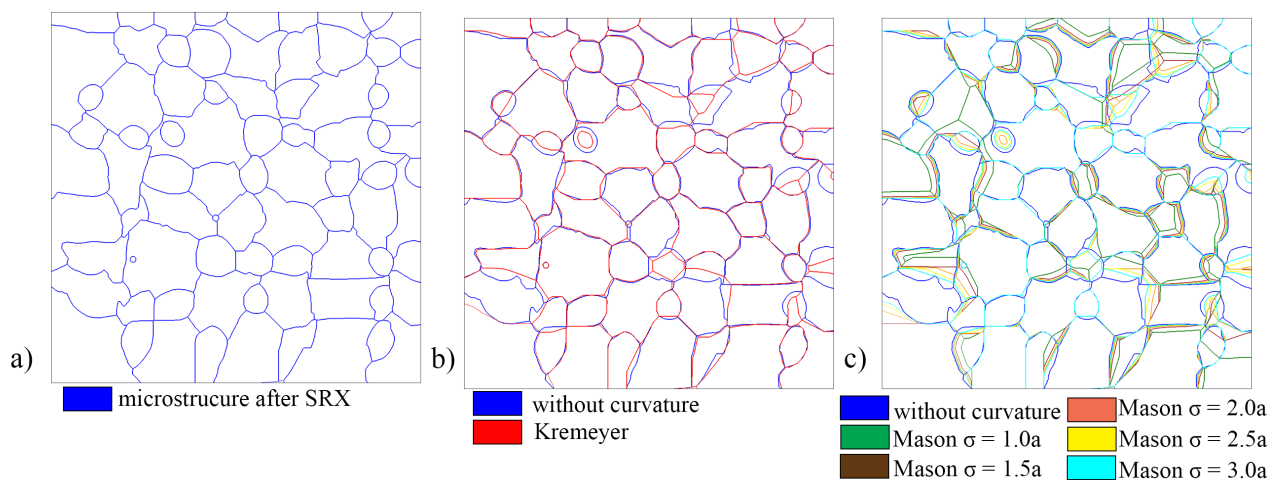 a)
b)
c)
microstrucure after SRX
without curvature
Kremeyer
without curvature
Mason σ = 2.0a
Mason σ = 1.0a
Mason σ = 2.5a
Mason σ = 1.5a
Mason σ = 3.0a